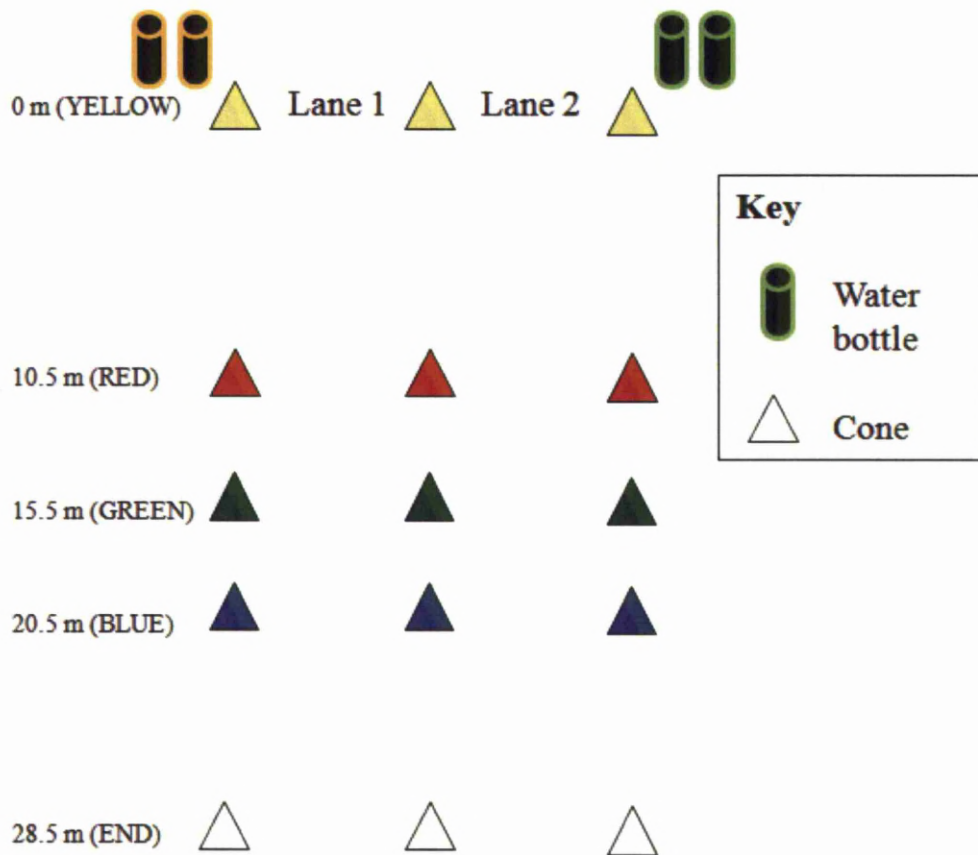 0 m (YELLOW) Lane 1 Lane 2
Key
Water
bottle
10.5 m (RED)
Cone
15.5 m (GREEN)
20.5 m (BLUE)
28.5 m (END)